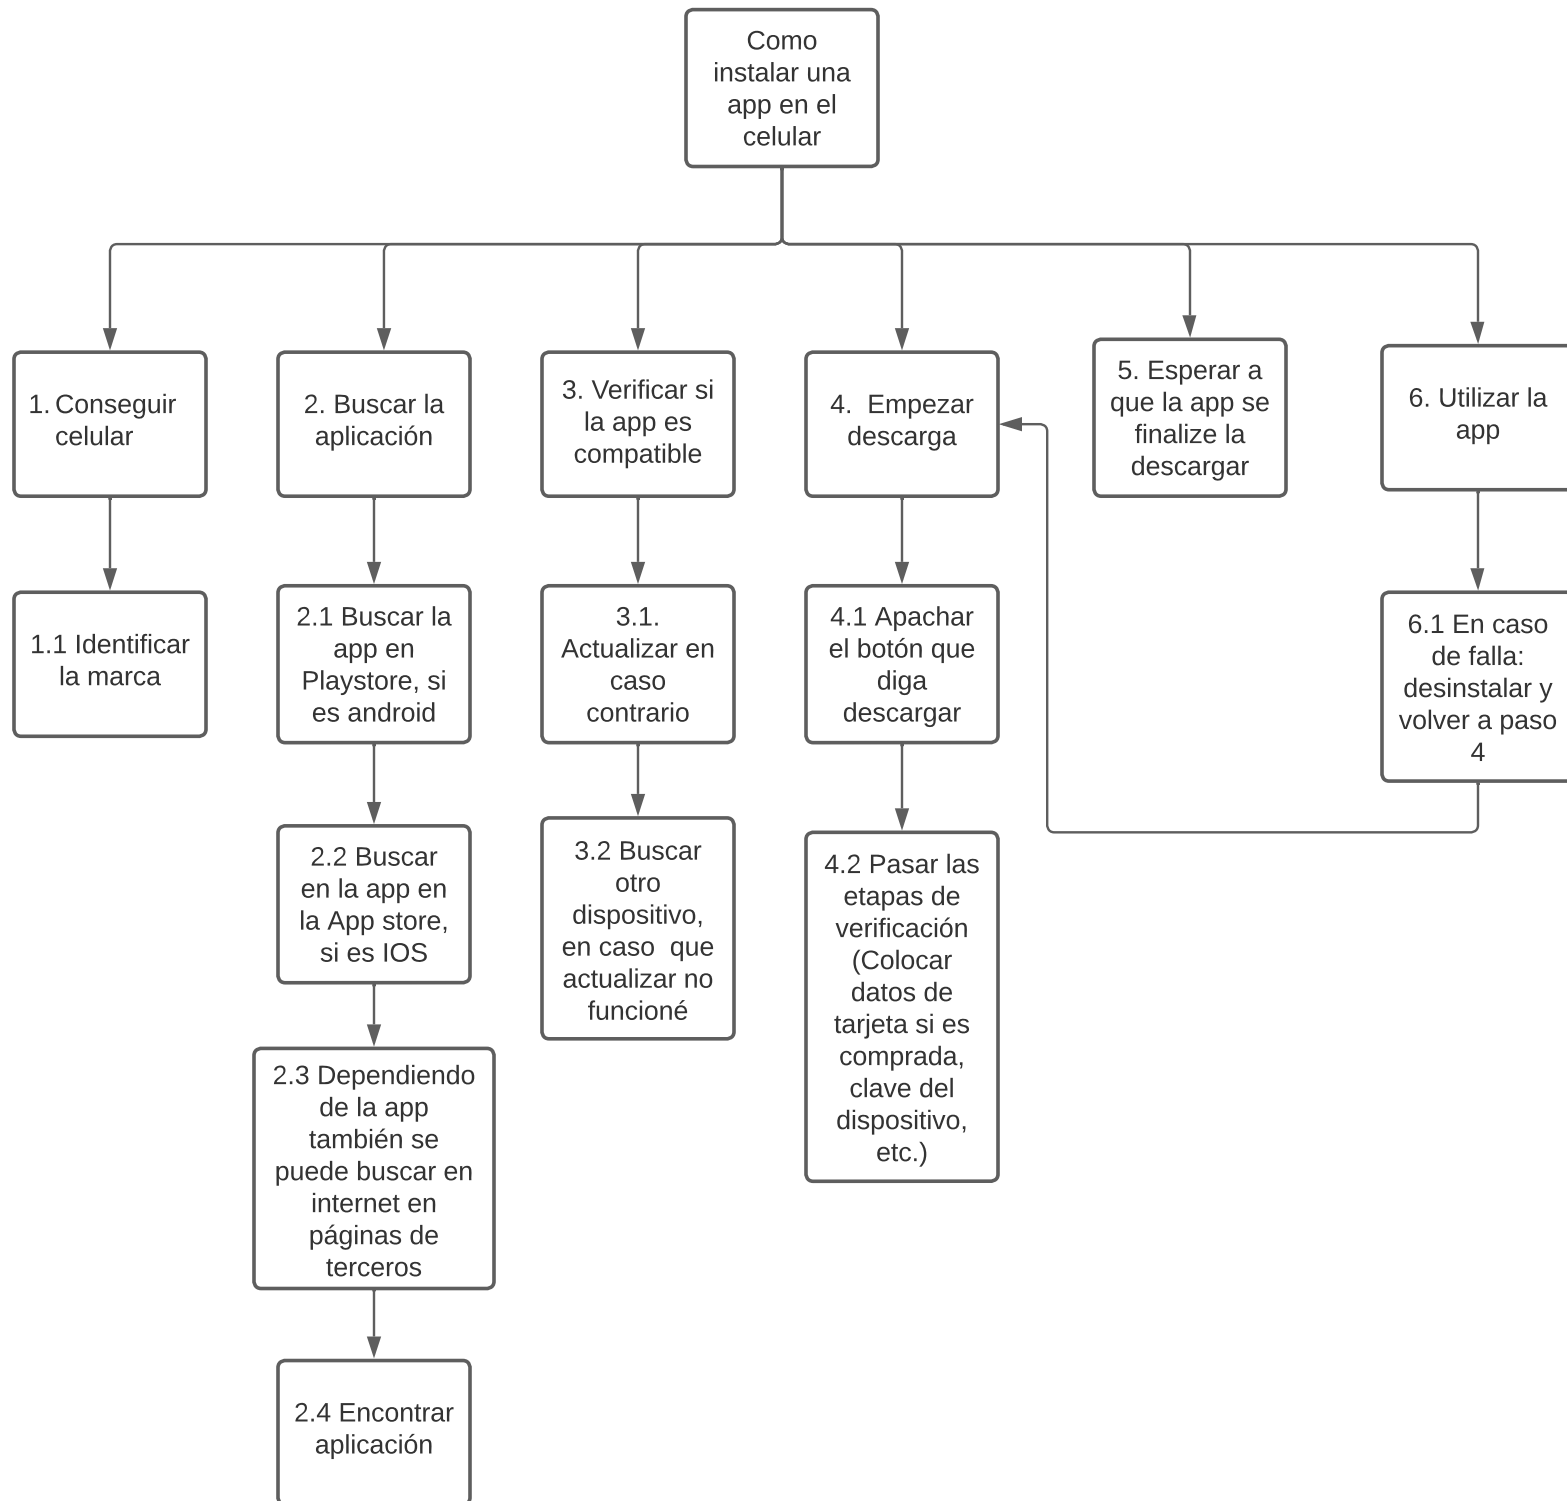 Como
instalar una
app en el
celular
1. Conseguir
celular
1.1 Identificar
la marca
2. Buscar la
aplicación
2.1 Buscar la
app en
Playstore, si
es android
2.2 Buscar
en la app en
la App store,
si es IOS
2.3 Dependiendo
de la app
también se
puede buscar en
internet en
páginas de
terceros
2.4 Encontrar
aplicación
3. Verificar si
la app es
compatible
3.1.
Actualizar en
caso
contrario
3.2 Buscar
otro
dispositivo,
en caso  que
actualizar no
funcioné
4.  Empezar
descarga
4.1 Apachar
el botón que
diga
descargar
4.2 Pasar las
etapas de
verificación
(Colocar
datos de
tarjeta si es
comprada,
clave del
dispositivo,
etc.)
5. Esperar a
que la app se
finalize la
descargar
6. Utilizar la
app
6.1 En caso
de falla:
desinstalar y
volver a paso
4